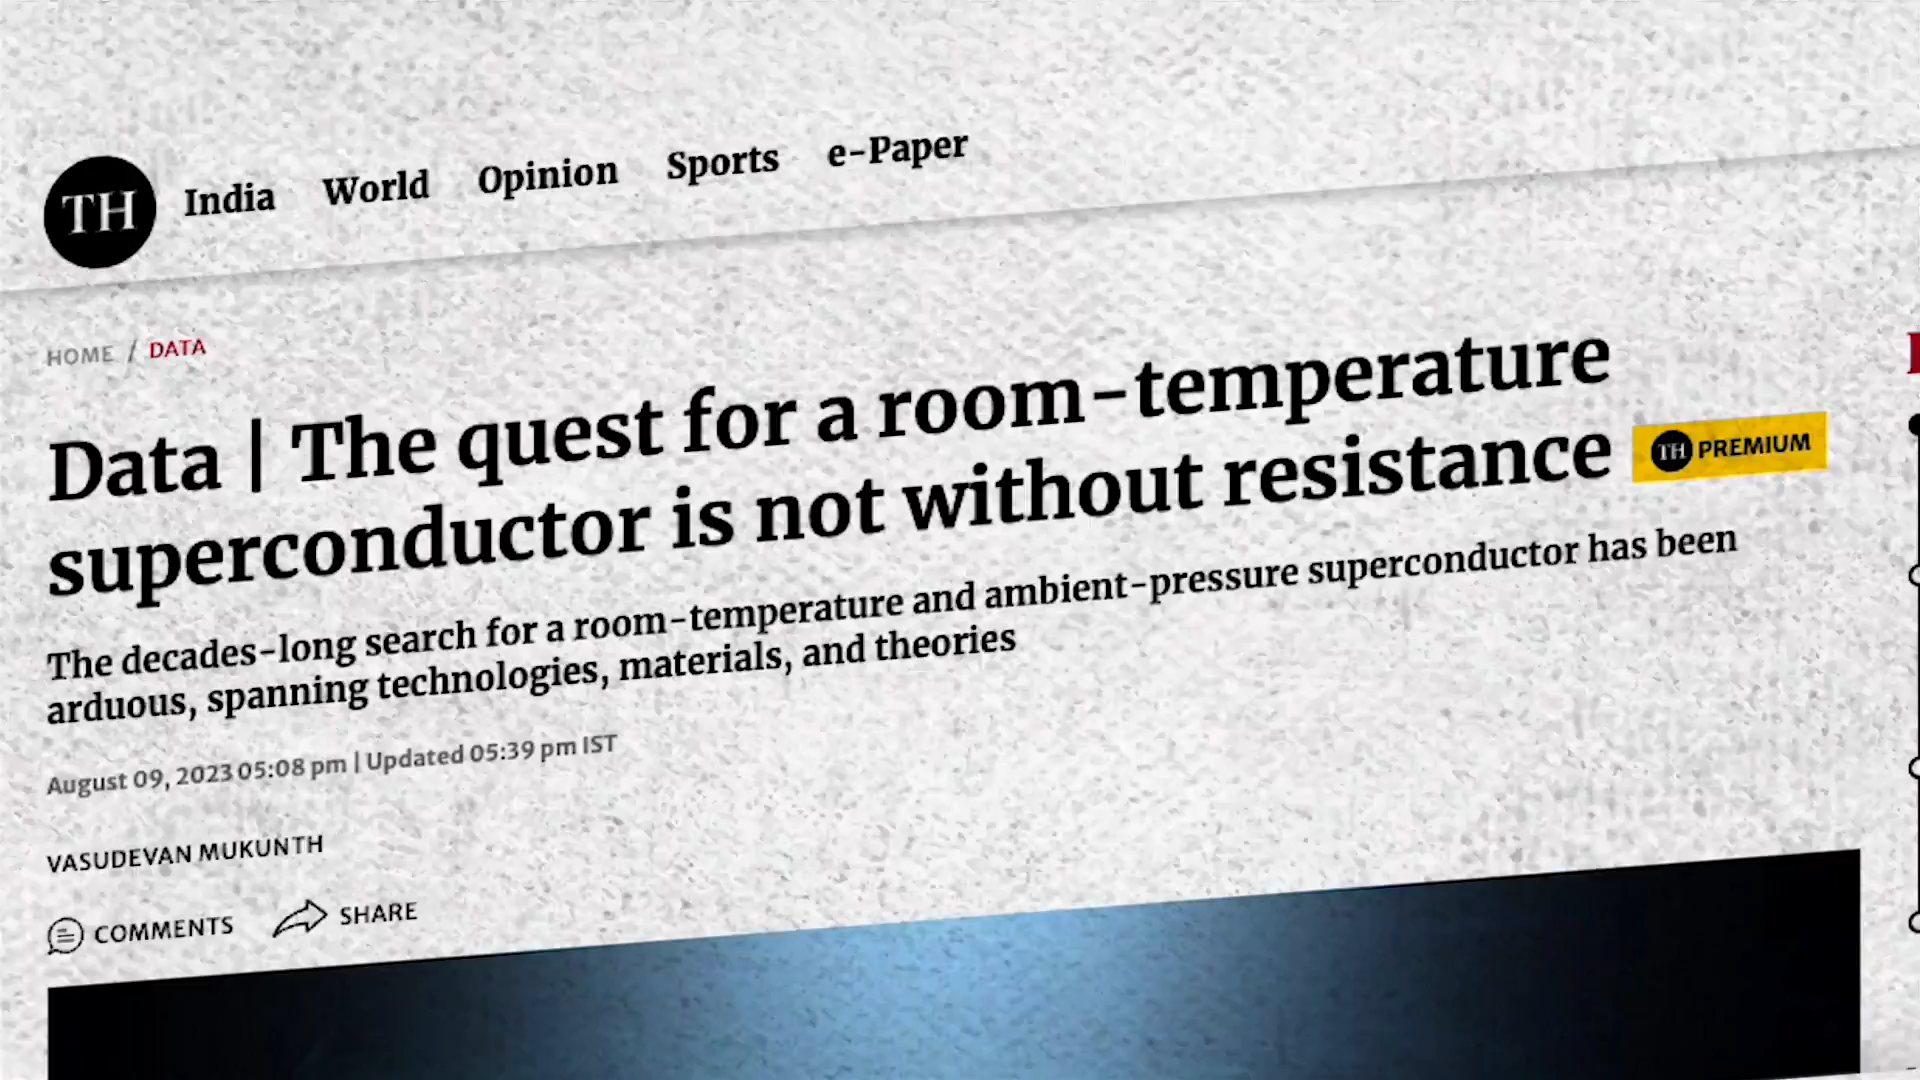 TH India World Opinion Sports e-Paper
HOME / DATA
Data | The quest for a room-temperature
superconductor is not without resistance TH PREMIUM
The decades-long search for a room-temperature and ambient-pressure superconductor has been
arduous, spanning technologies, materials, and theories
August 09, 2023 05:08 pm | Updated 05:39 pm IST
VASUDEVAN MUKUNTH
COMMENTS SHARE